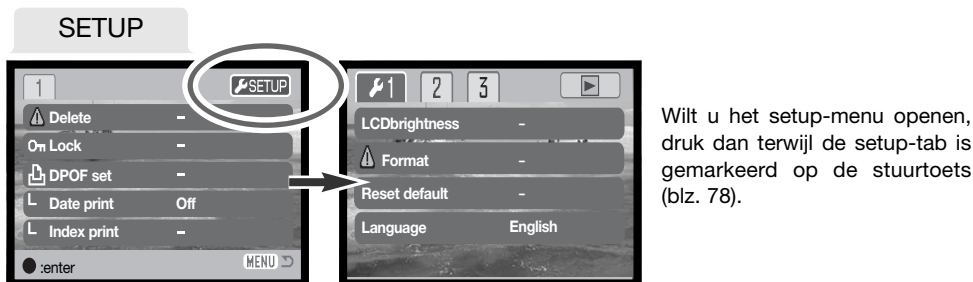 SETUP
1 SETUP
Delete –
Lock –
DPOF set –
Date print Off
Index print –
:enter MENU
1 2 3
LCDbrightness –
Format –
Reset default –
Language English
Wilt u het setup-menu openen,
druk dan terwijl de setup-tab is
gemarkeerd op de stuurtoets
(blz. 78).